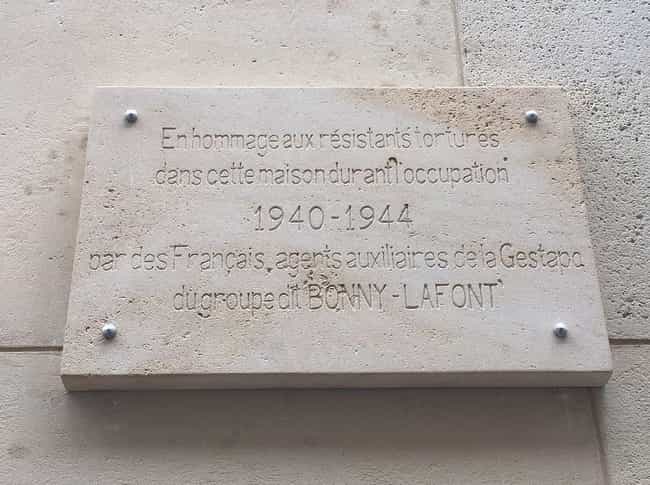 En hommage aux résistants torturés
dans cette maison durant l'occupation
1940-1944
par des Français, agents auxiliaires de la Gestapo
du groupe dit BONNY-LAFONT